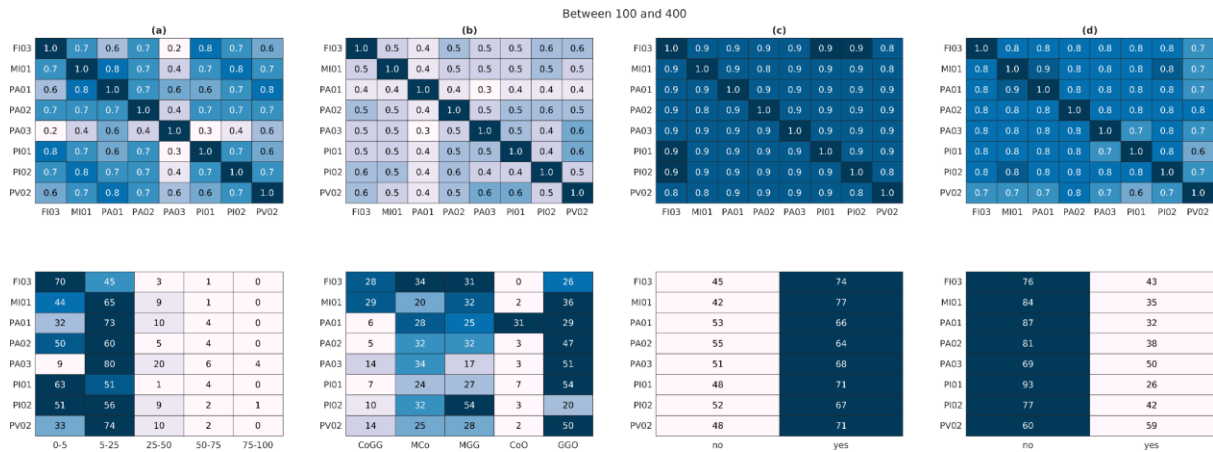 Between 100 and 400
(a) (b) (c) (d)
FI03 1.0 0.7 0.6 0.7 0.2 0.8 0.7 0.6 FI03 1.0 0.5 0.4 0.5 0.5 0.5 0.6 0.6 FI03 1.0 0.9 0.9 0.9 0.9 0.9 0.9 0.8 FI03 1.0 0.8 0.8 0.8 0.8 0.8 0.8 0.7
MI01 0.7 1.0 0.8 0.7 0.4 0.7 0.8 0.7 MI01 0.5 1.0 0.4 0.5 0.5 0.5 0.5 0.5 MI01 0.9 1.0 0.9 0.8 0.9 0.9 0.9 0.8 MI01 0.8 1.0 0.9 0.8 0.8 0.8 0.8 0.7
PA01 0.6 0.8 1.0 0.7 0.6 0.6 0.7 0.8 PA01 0.4 0.4 1.0 0.4 0.3 0.4 0.4 0.4 PA01 0.9 0.9 1.0 0.9 0.9 0.9 0.9 0.9 PA01 0.8 0.9 1.0 0.8 0.8 0.8 0.8 0.7
PA02 0.7 0.7 0.7 1.0 0.4 0.7 0.7 0.7 PA02 0.5 0.5 0.4 1.0 0.5 0.5 0.6 0.5 PA02 0.9 0.8 0.9 1.0 0.9 0.9 0.9 0.9 PA02 0.8 0.8 0.8 1.0 0.8 0.8 0.8 0.8
PA03 0.2 0.4 0.6 0.4 1.0 0.3 0.4 0.6 PA03 0.5 0.5 0.3 0.5 1.0 0.5 0.4 0.6 PA03 0.9 0.9 0.9 0.9 1.0 0.9 0.9 0.9 PA03 0.8 0.8 0.8 0.8 1.0 0.7 0.8 0.7
PI01 0.8 0.7 0.6 0.7 0.3 1.0 0.7 0.6 PI01 0.5 0.5 0.4 0.5 0.5 1.0 0.4 0.6 PI01 0.9 0.9 0.9 0.9 0.9 1.0 0.9 0.9 PI01 0.8 0.8 0.8 0.8 0.7 1.0 0.8 0.6
PI02 0.7 0.8 0.7 0.7 0.4 0.7 1.0 0.7 PI02 0.6 0.5 0.4 0.6 0.4 0.4 1.0 0.5 PI02 0.9 0.9 0.9 0.9 0.9 0.9 1.0 0.8 PI02 0.8 0.8 0.8 0.8 0.8 0.8 1.0 0.7
PV02 0.6 0.7 0.8 0.7 0.6 0.6 0.7 1.0 PV02 0.6 0.5 0.4 0.5 0.6 0.6 0.5 1.0 PV02 0.8 0.8 0.9 0.9 0.9 0.9 0.8 1.0 PV02 0.7 0.7 0.7 0.8 0.7 0.6 0.7 1.0
FI03 MI01 PA01 PA02 PA03 PI01 PI02 PV02 FI03 MI01 PA01 PA02 PA03 PI01 PI02 PV02 FI03 MI01 PA01 PA02 PA03 PI01 PI02 PV02 FI03 MI01 PA01 PA02 PA03 PI01 PI02 PV02
FI03 70 45 3 1 0 FI03 28 34 31 0 26 FI03 45 74 FI03 76 43
MI01 44 65 9 1 0 MI01 29 20 32 2 36 MI01 42 77 MI01 84 35
PA01 32 73 10 4 0 PA01 6 28 25 31 29 PA01 53 66 PA01 87 32
PA02 50 60 5 4 0 PA02 5 32 32 3 47 PA02 55 64 PA02 81 38
PA03 9 80 20 6 4 PA03 14 34 17 3 51 PA03 51 68 PA03 69 50
PI01 63 51 1 4 0 PI01 7 24 27 7 54 PI01 48 71 PI01 93 26
PI02 51 56 9 2 1 PI02 10 32 54 3 20 PI02 52 67 PI02 77 42
PV02 33 74 10 2 0 PV02 14 25 28 2 50 PV02 48 71 PV02 60 59
0-5 5-25 25-50 50-75 75-100 CoGG MCo MGG CoO GGO no yes no yes